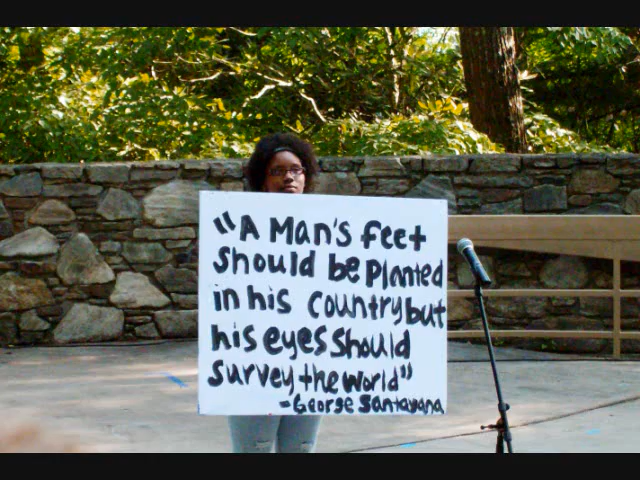 "A Man's feet
should be Planted
in his country but
his eyes should
survey the World"
-George Santayana